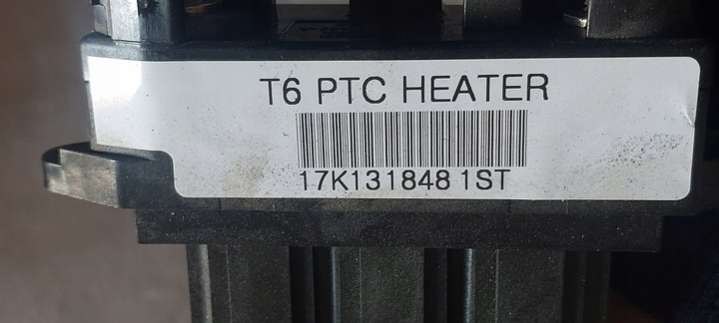 T6 PTC HEATER
17K131848 1ST